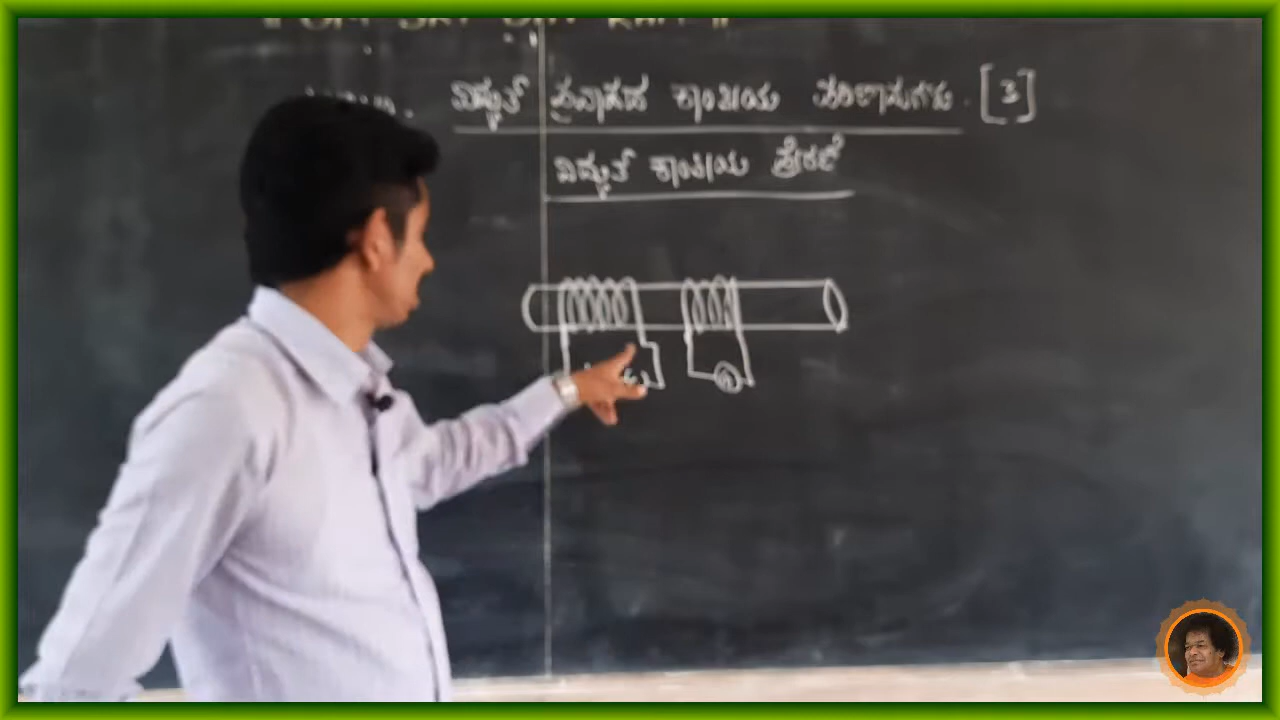 ವಿದ್ಯುತ್ ಪ್ರವಾಹದ ಕಾಂತೀಯ ಪರಿಣಾಮಗಳು. [3]
ವಿದ್ಯುತ್ ಕಾಂತೀಯ ಪ್ರೇರಣೆ